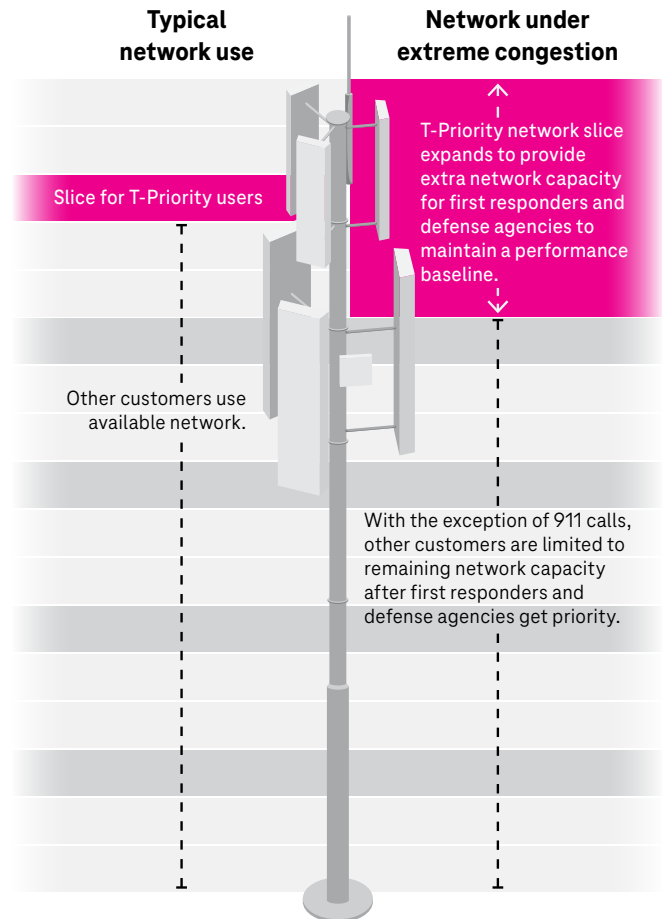 Typical
network use
Network under
extreme congestion
Slice for T-Priority users
T-Priority network slice
expands to provide
extra network capacity
for first responders and
defense agencies to
maintain a performance
baseline.
Other customers use
available network.
With the exception of 911 calls,
other customers are limited to
remaining network capacity
after first responders and
defense agencies get priority.